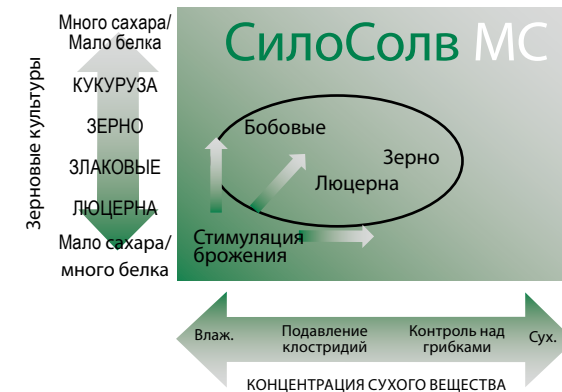 Много сахара/
Мало белка
КУКУРУЗА
ЗЕРНО
ЗЛАКОВЫЕ
ЛЮЦЕРНА
Мало сахара/
много белка
Зерновые культуры
СилоСолв МС
Бобовые
Зерно
Люцерна
Стимуляция
брожения
Влаж.
Подавление
клостридий
Контроль над
грибками
Сух.
КОНЦЕНТРАЦИЯ СУХОГО ВЕЩЕСТВА